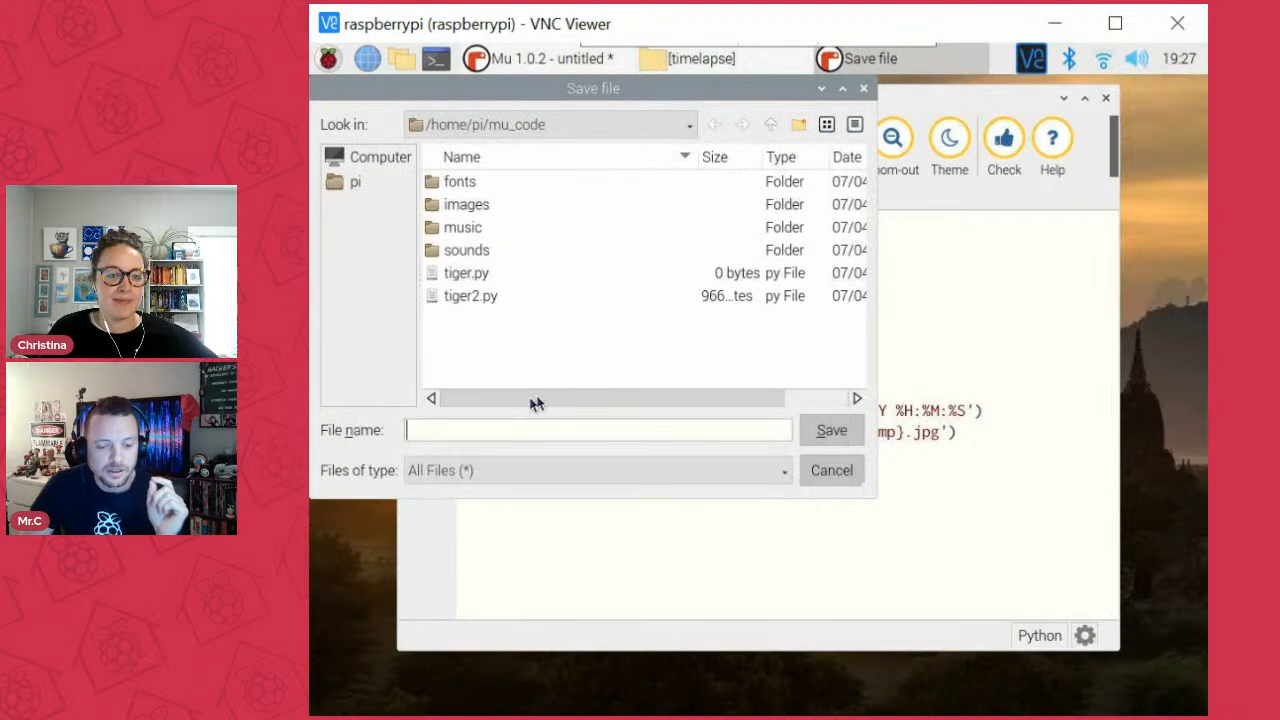 raspberrypi (raspberrypi) - VNC Viewer
Mu 1.0.2 - untitled *
[timelapse]
Save file
19:27
Save file
Look in:
/home/pi/mu_code
Computer
pi
Name Size Type Date
fonts Folder 07/04
images Folder 07/04
music Folder 07/04
sounds Folder 07/04
tiger.py 0 bytes py File 07/04
tiger2.py 966...tes py File 07/04
File name:
Save
Files of type:
All Files (*)
Cancel
om-out
Theme
Check
Help
Y %H:%M:%S')
mp}.jpg')
Python
Christina
FLAMMABLE
Mr.C